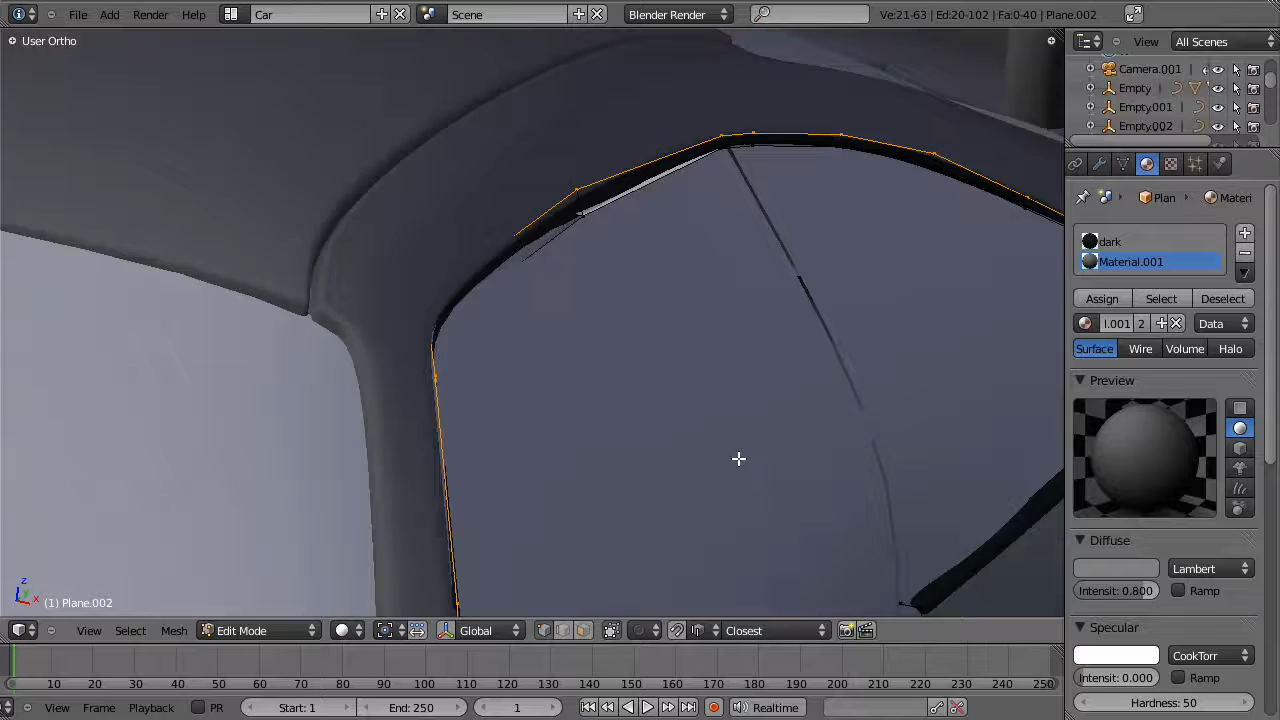 File Add Render Help Car Scene Blender Render Ve:21-63 | Ed:20-102 | Fa:0-40 | Plane.002
User Ortho
View All Scenes
Camera.001
Empty
Empty.001
Empty.002
Plan Materi
dark
Material.001
Assign Select Deselect
l.001 2 Data
Surface Wire Volume Halo
Preview
Diffuse
Lambert
Intensit: 0.800 Ramp
Specular
CookTorr
Intensit: 0.000 Ramp
Hardness: 50
z
x
(1) Plane.002
View Select Mesh Edit Mode Global Closest
10 20 30 40 50 60 70 80 90 100 110 120 130 140 150 160 170 180 190 200 210 220 230 240 250
View Frame Playback PR Start: 1 End: 250 1 Realtime